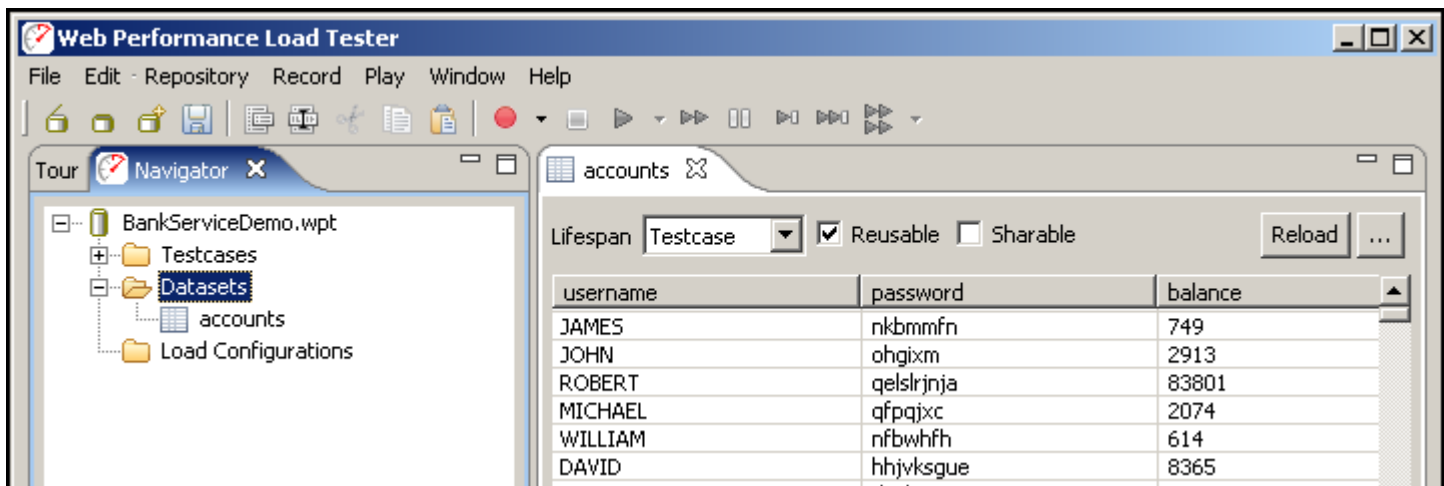 Web Performance Load Tester
File Edit Repository Record Play Window Help
Tour Navigator
accounts
BankServiceDemo.wpt
Testcases
Datasets
accounts
Load Configurations
Lifespan Testcase Reusable Sharable Reload ...
username password balance
JAMES nkbmmfn 749
JOHN ohgixm 2913
ROBERT qelslrjnja 83801
MICHAEL qfpqjxc 2074
WILLIAM nfbwhfh 614
DAVID hhjvksgue 8365